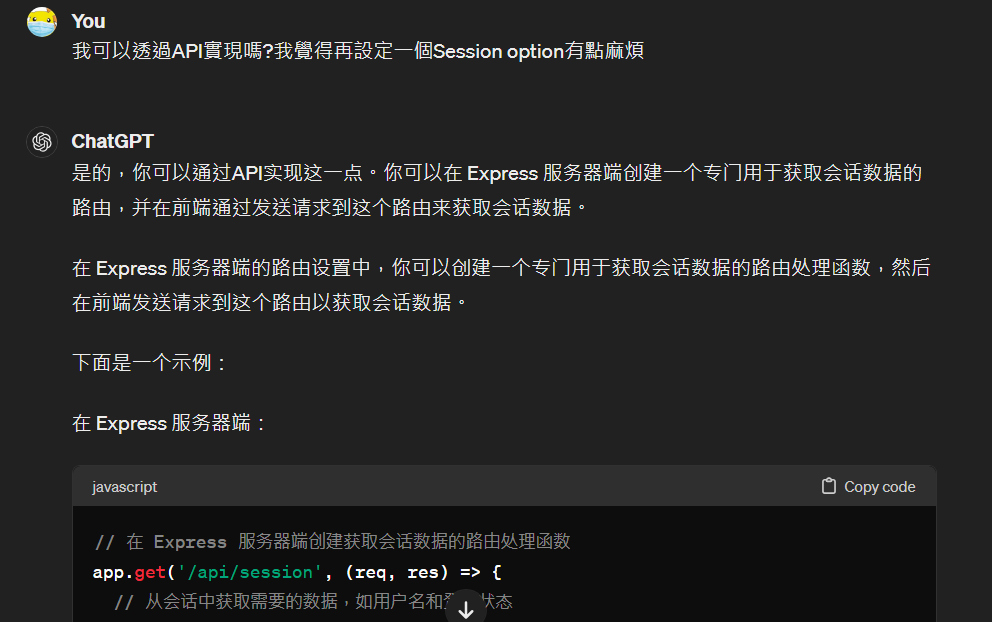 You
我可以透過API實現嗎?我覺得再設定一個Session option有點麻煩
ChatGPT
是的，你可以通过API实现这一点。你可以在 Express 服务器端创建一个专门用于获取会话数据的
路由，并在前端通过发送请求到这个路由来获取会话数据。
在 Express 服务器端的路由设置中，你可以创建一个专门用于获取会话数据的路由处理函数，然后
在前端发送请求到这个路由以获取会话数据。
下面是一个示例：
在 Express 服务器端：
javascript
Copy code
// 在 Express 服务器端创建获取会话数据的路由处理函数
app.get('/api/session', (req, res) => {
// 从会话中获取需要的数据，如用户名和状态